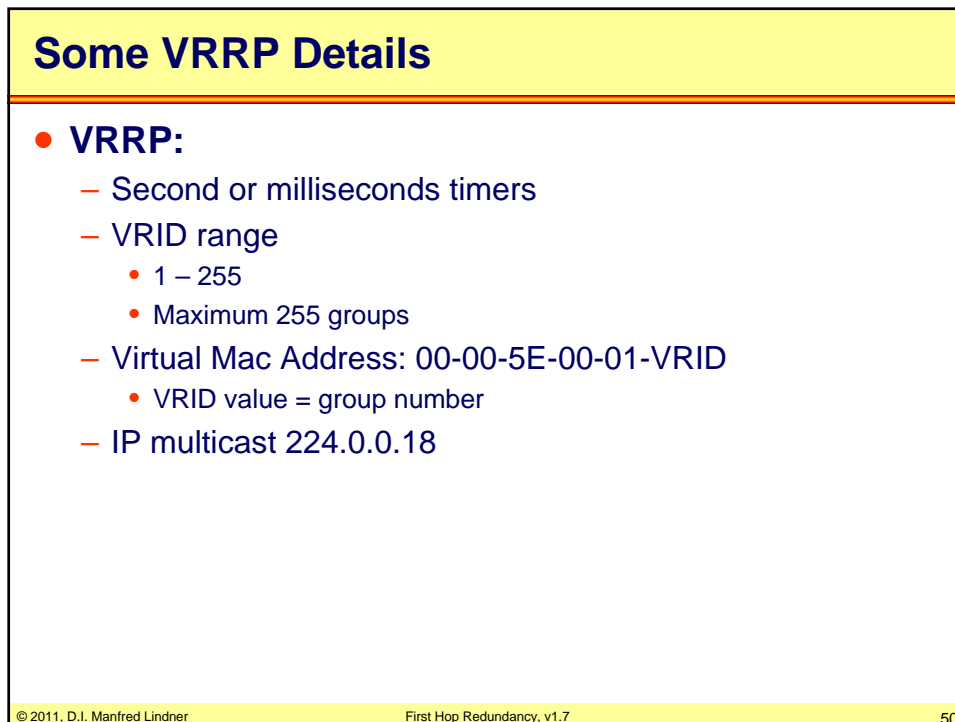 Some VRRP Details
• VRRP:
– Second or milliseconds timers
– VRID range
• 1 – 255
• Maximum 255 groups
– Virtual Mac Address: 00-00-5E-00-01-VRID
• VRID value = group number
– IP multicast 224.0.0.18
© 2011, D.I. Manfred Lindner
First Hop Redundancy, v1.7
50